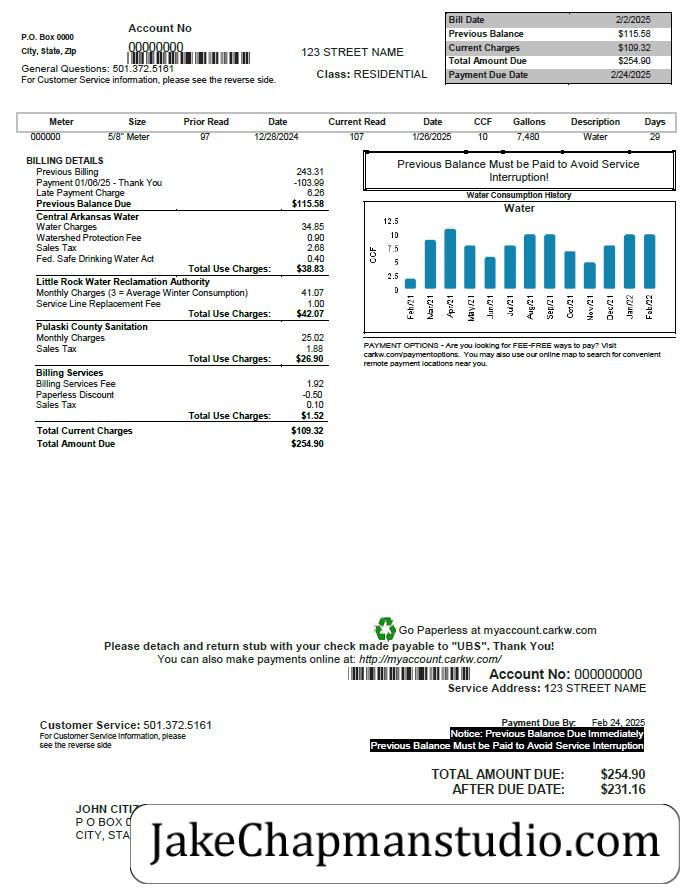 Account No
P.O. Box 0000
City, State, Zip
00000000
General Questions: 501.372.5161
For Customer Service information, please see the reverse side.
123 STREET NAME
Class: RESIDENTIAL
Bill Date 2/2/2025
Previous Balance $115.58
Current Charges $109.32
Total Amount Due $254.90
Payment Due Date 2/24/2025
Meter Size Prior Read Date Current Read Date CCF Gallons Description Days
000000 5/8" Meter 97 12/28/2024 107 1/26/2025 10 7,480 Water 29
BILLING DETAILS
Previous Billing 243.31
Payment 01/06/25 - Thank You -103.99
Late Payment Charge 6.26
Previous Balance Due $115.58
Central Arkansas Water
Water Charges 34.85
Watershed Protection Fee 0.90
Sales Tax 2.68
Fed. Safe Drinking Water Act 0.40
Total Use Charges: $38.83
Little Rock Water Reclamation Authority
Monthly Charges (3 = Average Winter Consumption) 41.07
Service Line Replacement Fee 1.00
Total Use Charges: $42.07
Pulaski County Sanitation
Monthly Charges 25.02
Sales Tax 1.88
Total Use Charges: $26.90
Billing Services
Billing Services Fee 1.92
Paperless Discount -0.50
Sales Tax 0.10
Total Use Charges: $1.52
Total Current Charges $109.32
Total Amount Due $254.90
Previous Balance Must be Paid to Avoid Service
Interruption!
Water Consumption History
Water
CCF
12.5
10
7.5
5
2.5
0
Feb/21 Mar/21 Apr/21 May/21 Jun/21 Jul/21 Aug/21 Sep/21 Oct/21 Nov/21 Dec/21 Jan/22 Feb/22
PAYMENT OPTIONS - Are you looking for FEE-FREE ways to pay? Visit
carkw.com/paymentoptions. You may also use our online map to search for convenient
remote payment locations near you.
Go Paperless at myaccount.carkw.com
Please detach and return stub with your check made payable to "UBS". Thank You!
You can also make payments online at: http://myaccount.carkw.com/
Account No: 000000000
Service Address: 123 STREET NAME
Customer Service: 501.372.5161
For Customer Service Information, please
see the reverse side
Payment Due By: Feb 24, 2025
Notice: Previous Balance Due Immediately
Previous Balance Must be Paid to Avoid Service Interruption
TOTAL AMOUNT DUE: $254.90
AFTER DUE DATE: $231.16
JOHN
P O BOX
CITY,
JakeChapmanstudio.com